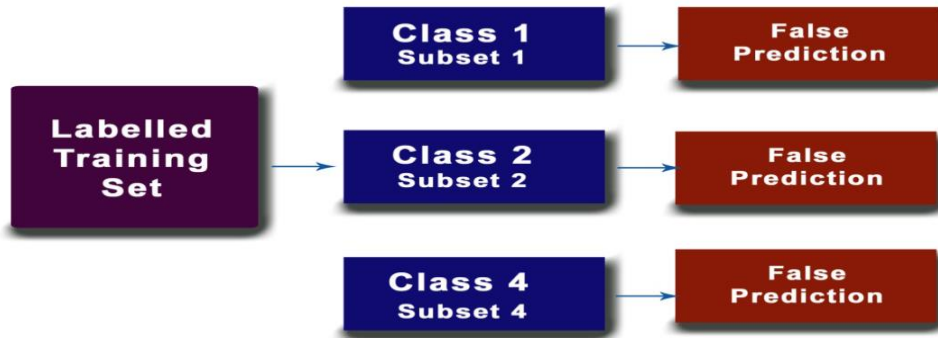 Labelled
Training
Set
Class 1
Subset 1
False
Prediction
Class 2
Subset 2
False
Prediction
Class 4
Subset 4
False
Prediction